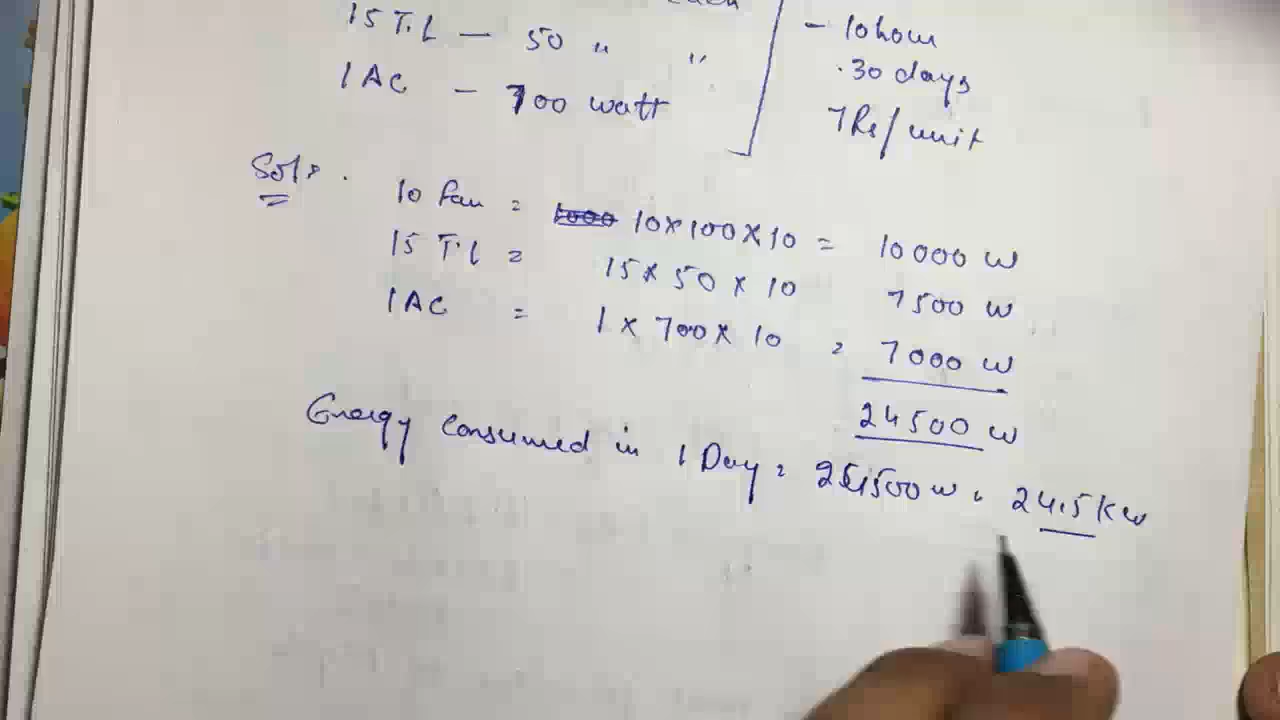 15 T.L — 50 " "
1 AC — 700 watt
- 10 hour
. 30 days
7 Rs/unit
Sol :.
10 Fan = 10×100×10 = 10000 W
15 T.L = 15 × 50 × 10 7500 W
1 AC = 1 × 700 × 10 = 7000 W
24500 W
Energy Consumed in 1 Day = 24500 W = 24.5 KW